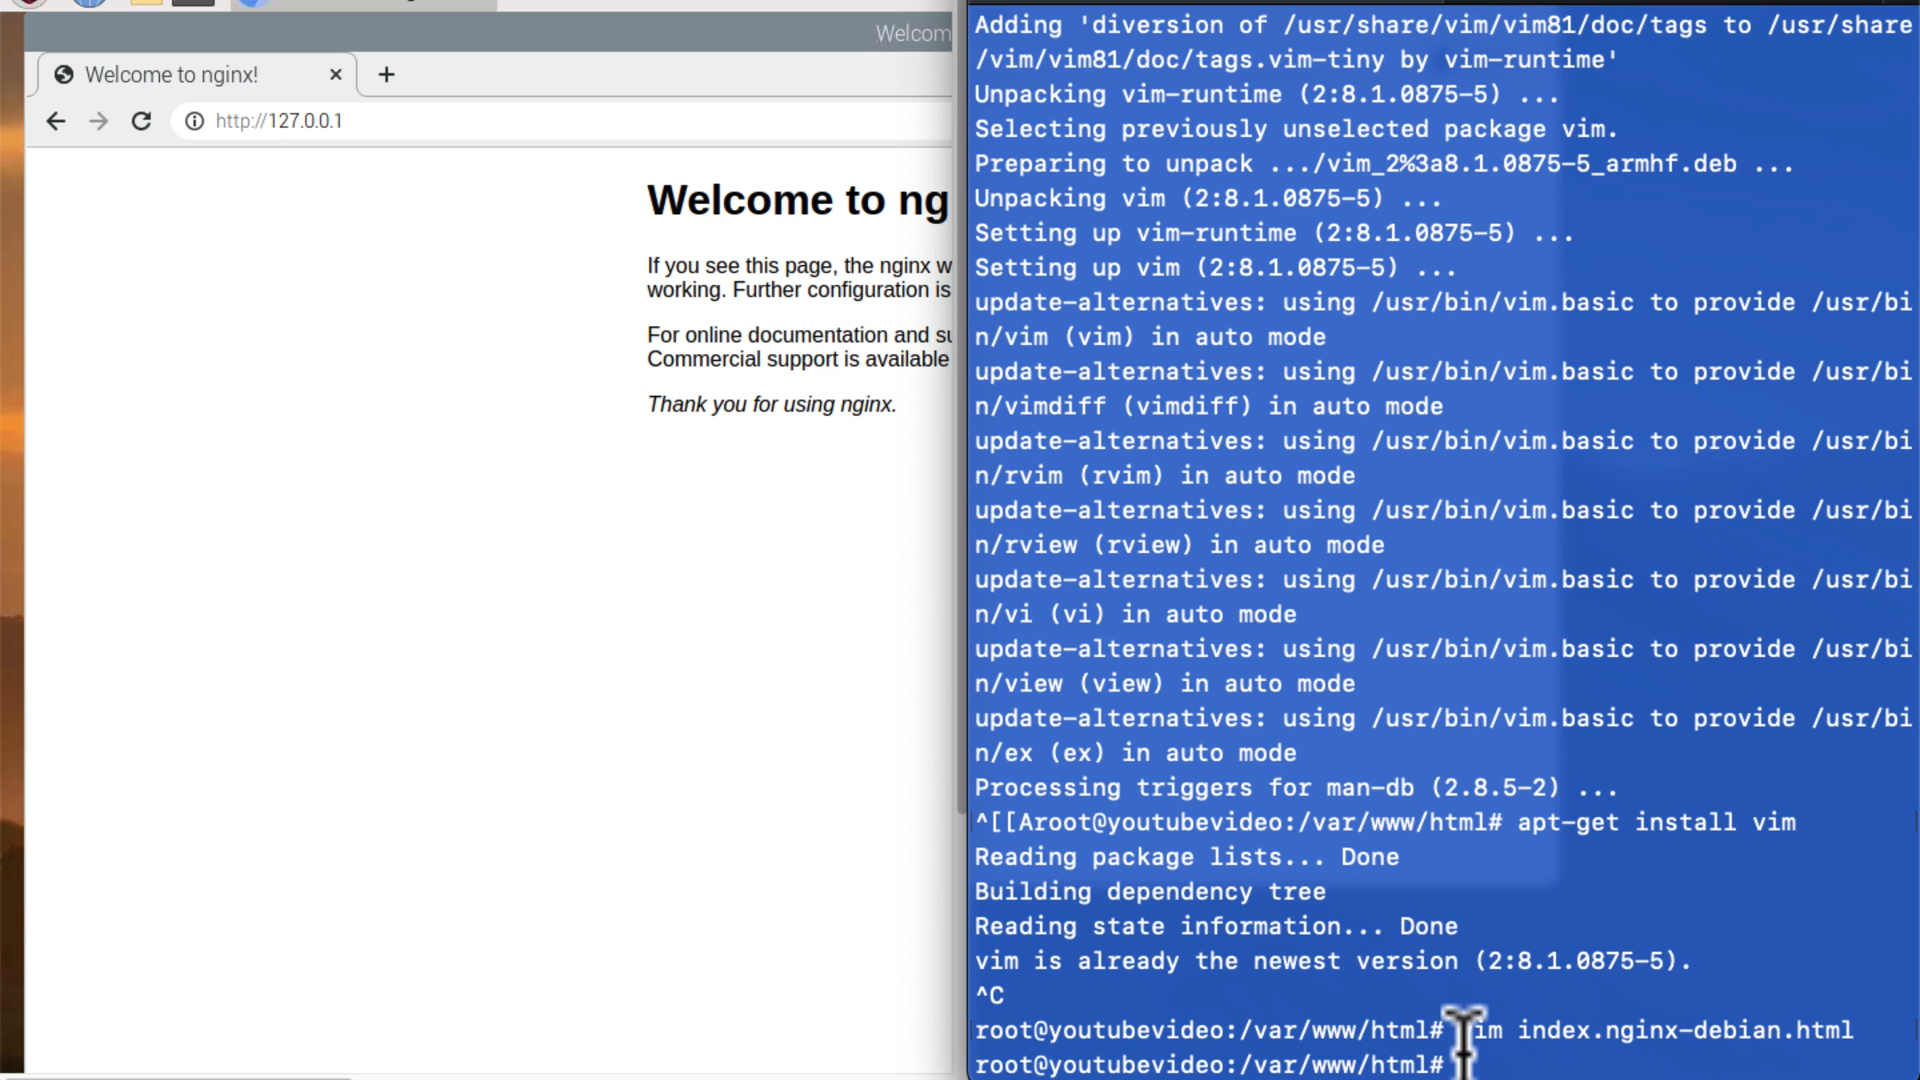 Welcom
Welcome to nginx!
http://127.0.0.1
Welcome to ng
If you see this page, the nginx w
working. Further configuration is
For online documentation and su
Commercial support is available
Thank you for using nginx.
Adding 'diversion of /usr/share/vim/vim81/doc/tags to /usr/share
/vim/vim81/doc/tags.vim-tiny by vim-runtime'
Unpacking vim-runtime (2:8.1.0875-5) ...
Selecting previously unselected package vim.
Preparing to unpack .../vim_2%3a8.1.0875-5_armhf.deb ...
Unpacking vim (2:8.1.0875-5) ...
Setting up vim-runtime (2:8.1.0875-5) ...
Setting up vim (2:8.1.0875-5) ...
update-alternatives: using /usr/bin/vim.basic to provide /usr/bi
n/vim (vim) in auto mode
update-alternatives: using /usr/bin/vim.basic to provide /usr/bi
n/vimdiff (vimdiff) in auto mode
update-alternatives: using /usr/bin/vim.basic to provide /usr/bi
n/rvim (rvim) in auto mode
update-alternatives: using /usr/bin/vim.basic to provide /usr/bi
n/rview (rview) in auto mode
update-alternatives: using /usr/bin/vim.basic to provide /usr/bi
n/vi (vi) in auto mode
update-alternatives: using /usr/bin/vim.basic to provide /usr/bi
n/view (view) in auto mode
update-alternatives: using /usr/bin/vim.basic to provide /usr/bi
n/ex (ex) in auto mode
Processing triggers for man-db (2.8.5-2) ...
^[[Aroot@youtubevideo:/var/www/html# apt-get install vim
Reading package lists... Done
Building dependency tree
Reading state information... Done
vim is already the newest version (2:8.1.0875-5).
^C
root@youtubevideo:/var/www/html# vim index.nginx-debian.html
root@youtubevideo:/var/www/html#